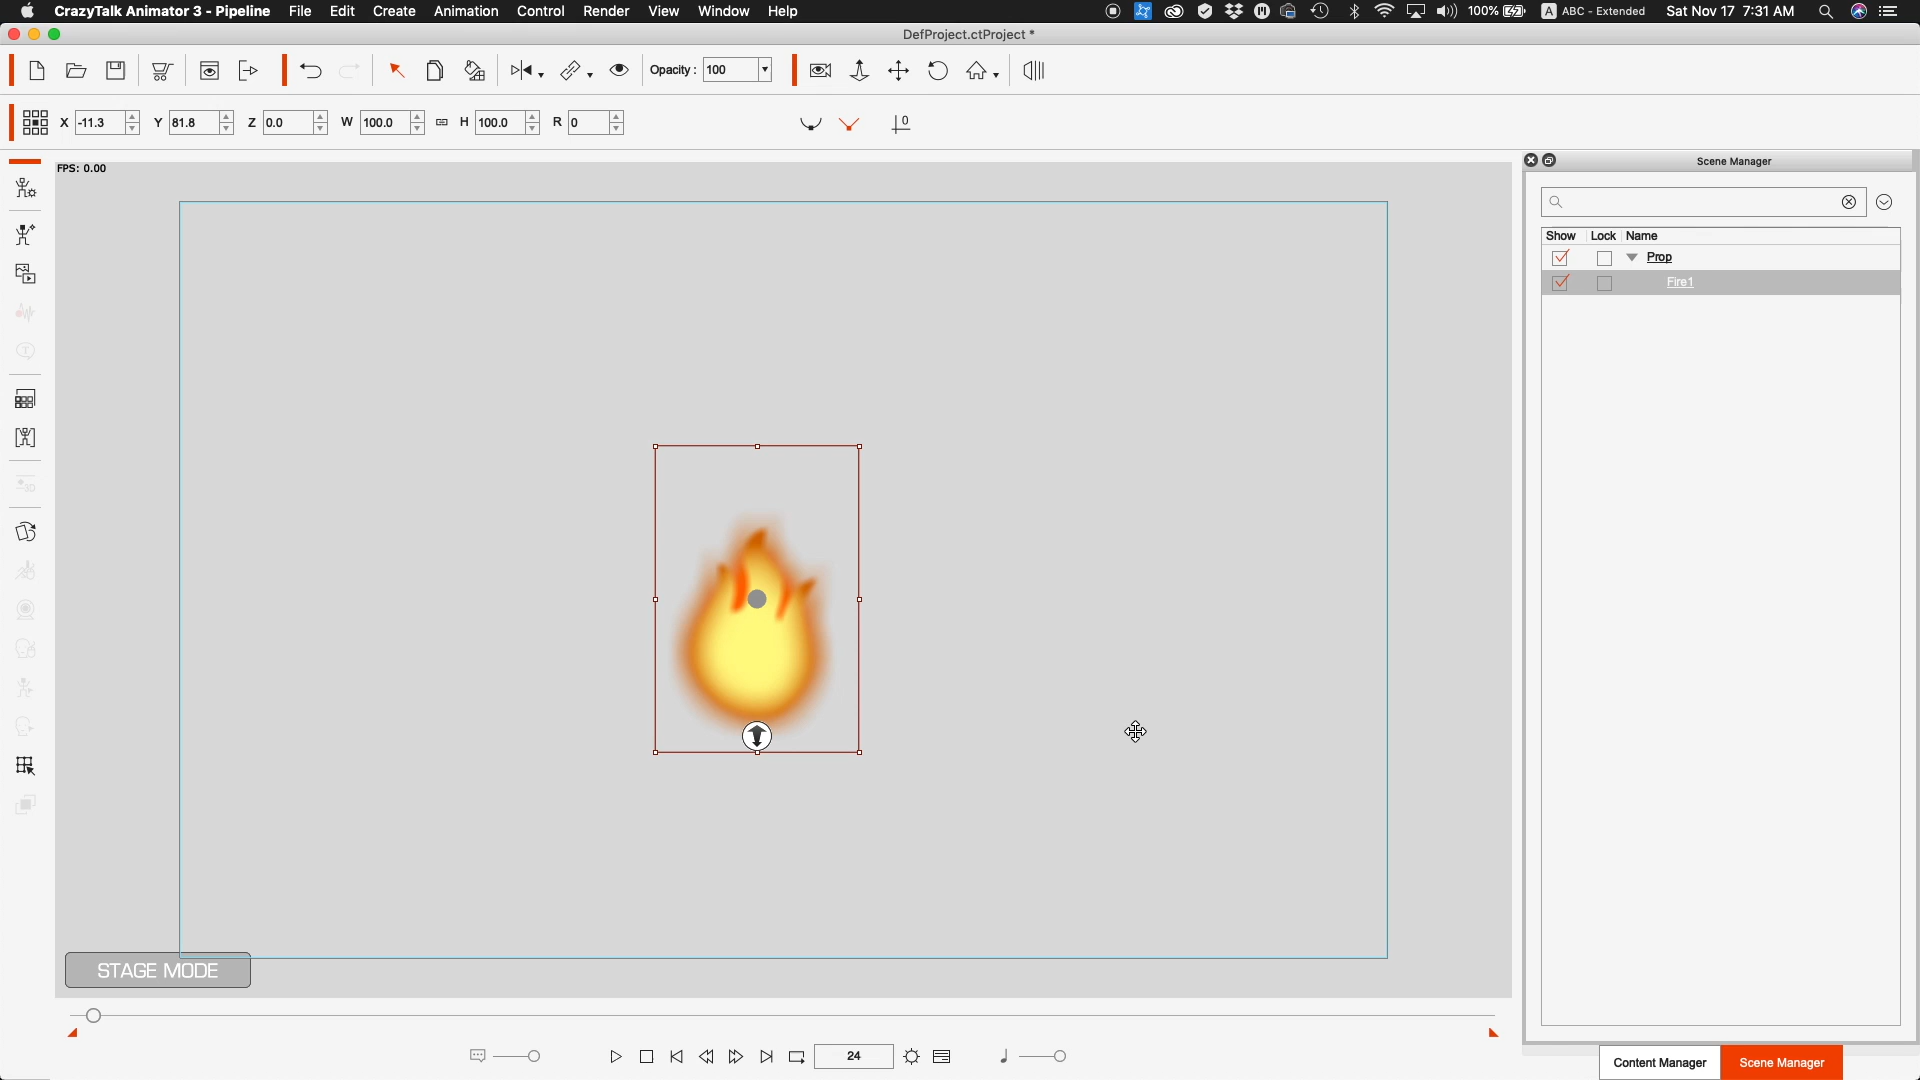 CrazyTalk Animator 3 - Pipeline File Edit Create Animation Control Render View Window Help 100% A ABC - Extended Sat Nov 17 7:31 AM
DefProject.ctProject *
Opacity : 100
X -11.3 Y 81.8 Z 0.0 W 100.0 H 100.0 R 0 0
FPS: 0.00
Scene Manager
Show Lock Name
Prop
Fire1
STAGE MODE
24
Content Manager Scene Manager